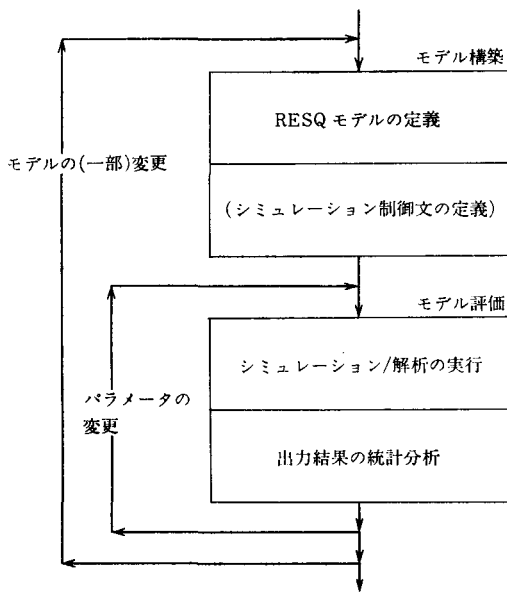 モデル構築
RESQ モデルの定義
モデルの(一部)変更
(シミュレーション制御文の定義)
モデル評価
シミュレーション/解析の実行
パラメータの
変更
出力結果の統計分析